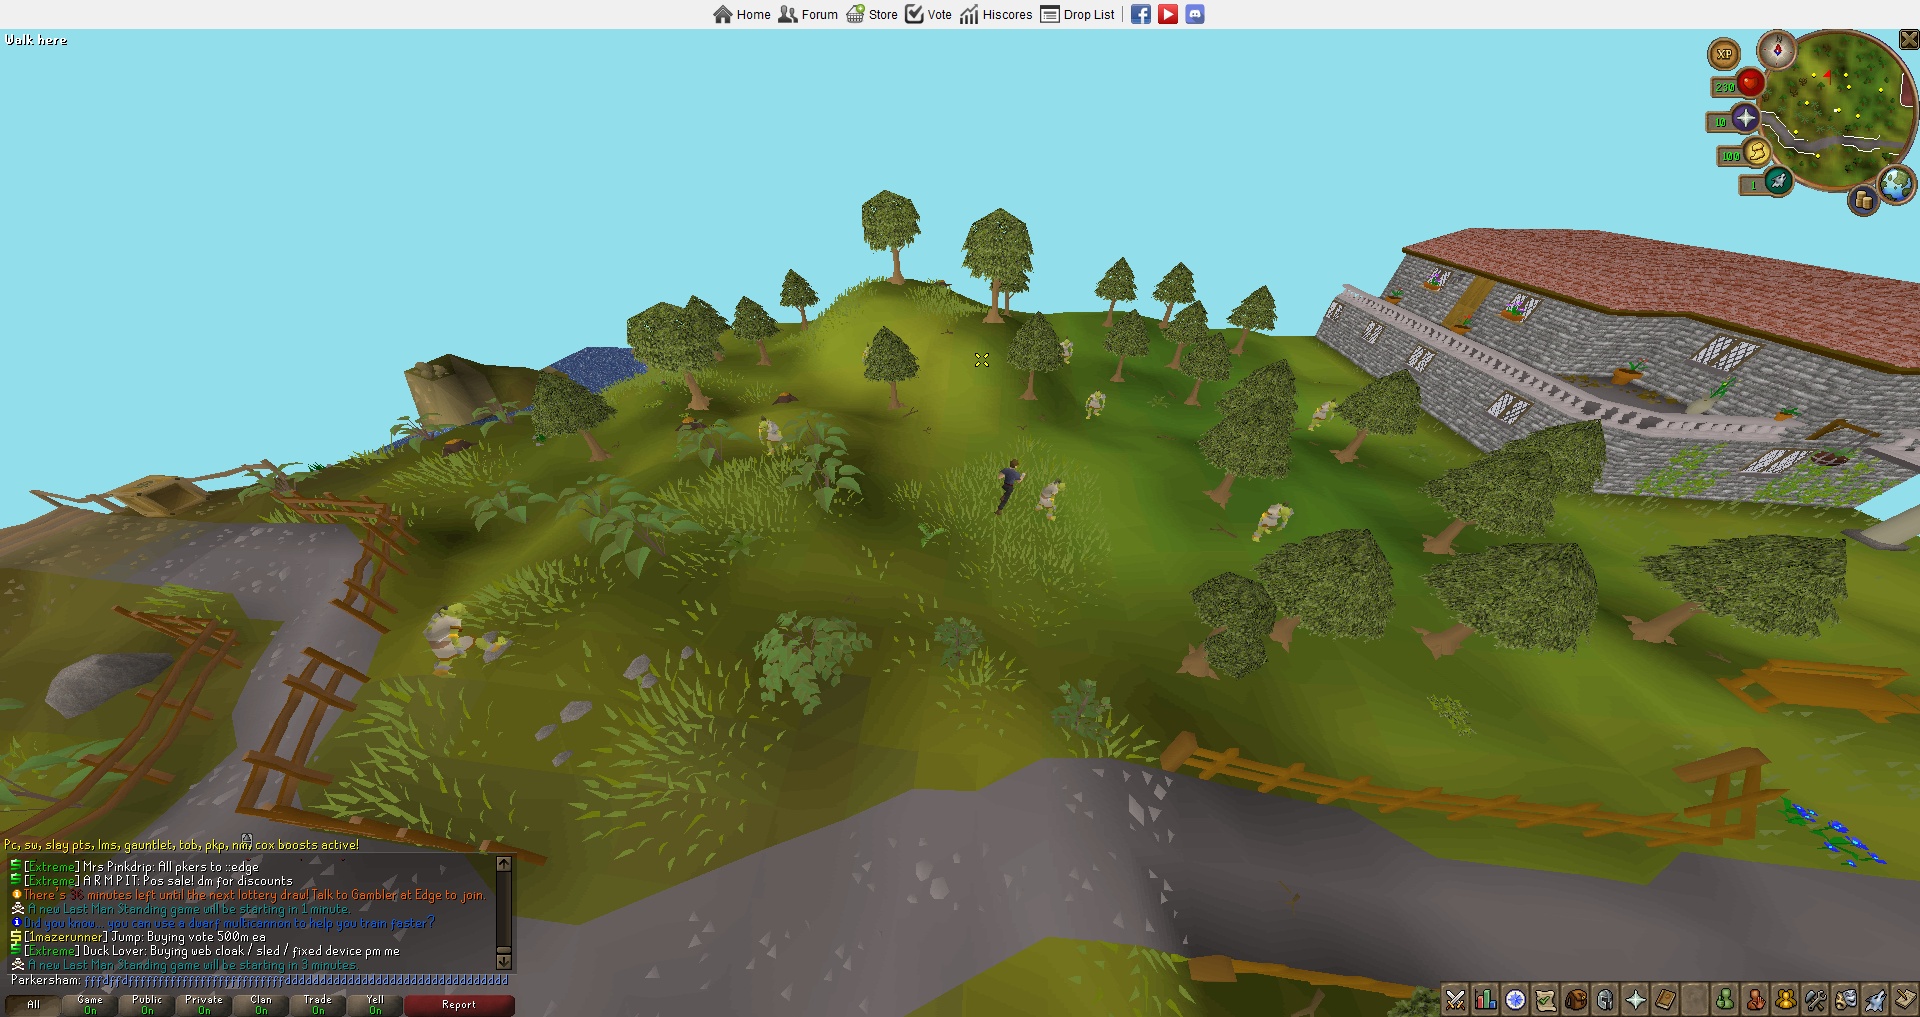 Home Forum Store Vote Hiscores Drop List
Walk here
XP
N
230
10
100
1
Pc, sw, slay pts, lms, gauntlet, tob, pkp, nm, cox boosts active!
[Extreme] Mrs Pinkdrip: All pkers to ::edge
[Extreme] A R M P I T: Pos sale! dm for discounts
There's 36 minutes left until the next lottery draw! Talk to Gambler at Edge to join.
A new Last Man Standing game will be starting in 1 minute.
Did you know... you can use a dwarf multicannon to help you train faster?
[1mazerunner] Jump: Buying vote 500m ea
[Extreme] Duck Lover: Buying web cloak / sled / fixed device pm me
A new Last Man Standing game will be starting in 3 minutes.
Parkersham:
All Game Public Private Clan Trade Yell Report
On On On On On On